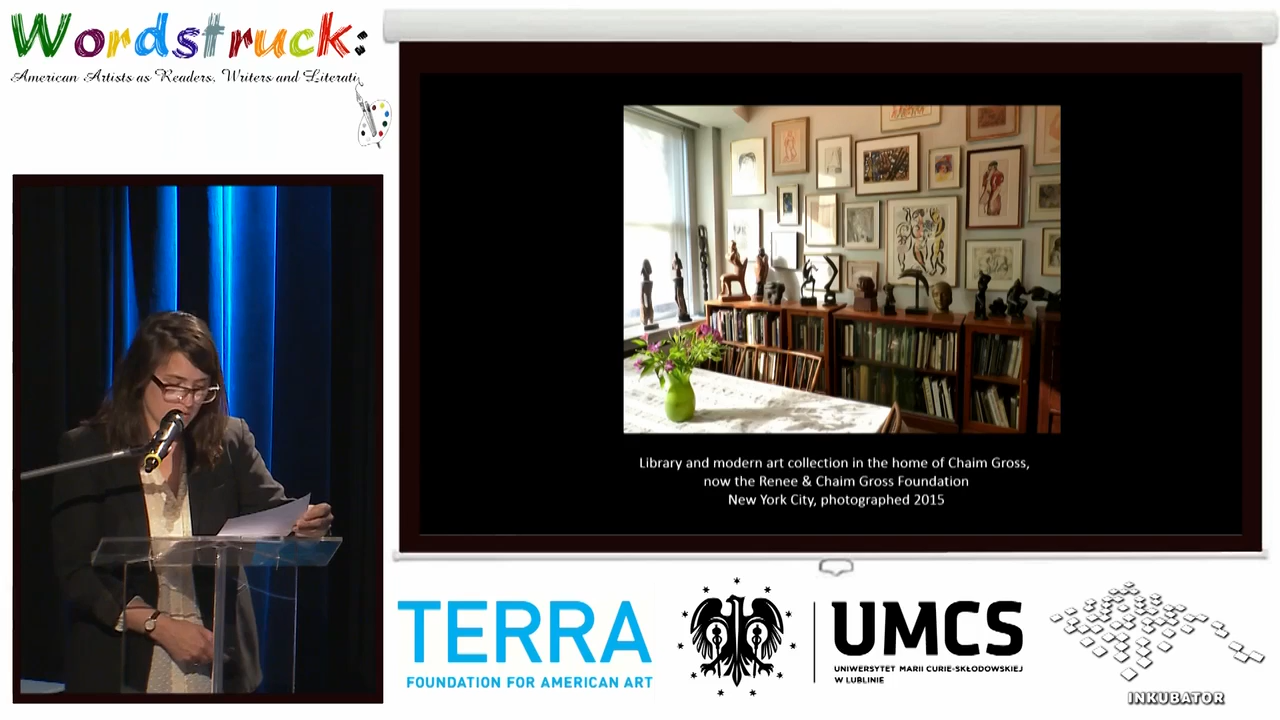 Wordstruck:
American Artists as Readers, Writers and Literati
Library and modern art collection in the home of Chaim Gross,
now the Renee & Chaim Gross Foundation
New York City, photographed 2015
TERRA
FOUNDATION FOR AMERICAN ART
UMCS
UNIWERSYTET MARII CURIE-SKŁODOWSKIEJ
W LUBLINIE
INKUBATOR